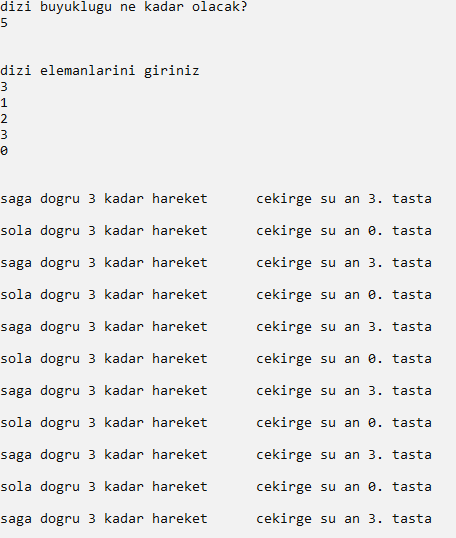 dizi buyuklugu ne kadar olacak?
5
dizi elemanlarini giriniz
3
1
2
3
0
saga dogru 3 kadar hareket      cekirge su an 3. tasta
sola dogru 3 kadar hareket      cekirge su an 0. tasta
saga dogru 3 kadar hareket      cekirge su an 3. tasta
sola dogru 3 kadar hareket      cekirge su an 0. tasta
saga dogru 3 kadar hareket      cekirge su an 3. tasta
sola dogru 3 kadar hareket      cekirge su an 0. tasta
saga dogru 3 kadar hareket      cekirge su an 3. tasta
sola dogru 3 kadar hareket      cekirge su an 0. tasta
saga dogru 3 kadar hareket      cekirge su an 3. tasta
sola dogru 3 kadar hareket      cekirge su an 0. tasta
saga dogru 3 kadar hareket      cekirge su an 3. tasta